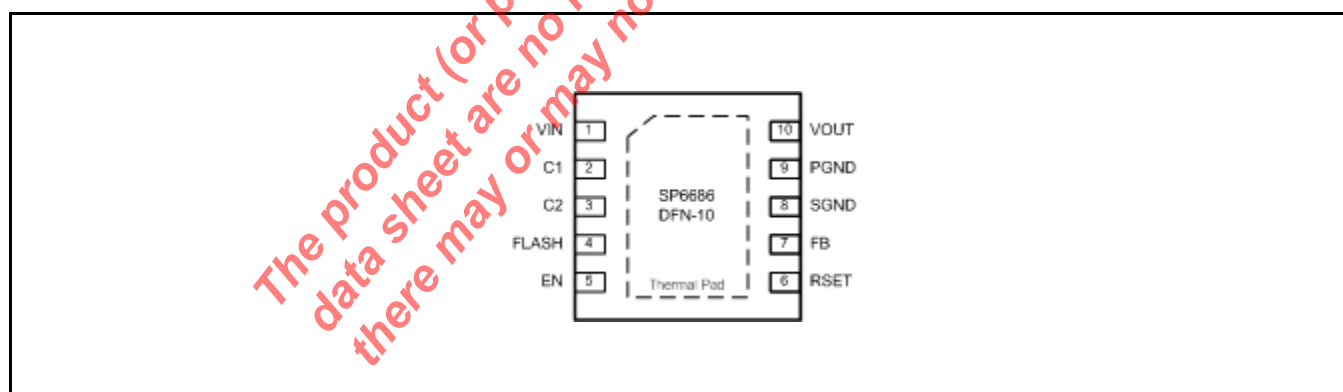 The product (or p
data sheet are no
there may or may no
VIN 1
C1 2
C2 3
FLASH 4
EN 5
SP6686
DFN-10
Thermal Pad
10 VOUT
9 PGND
8 SGND
7 FB
6 RSET